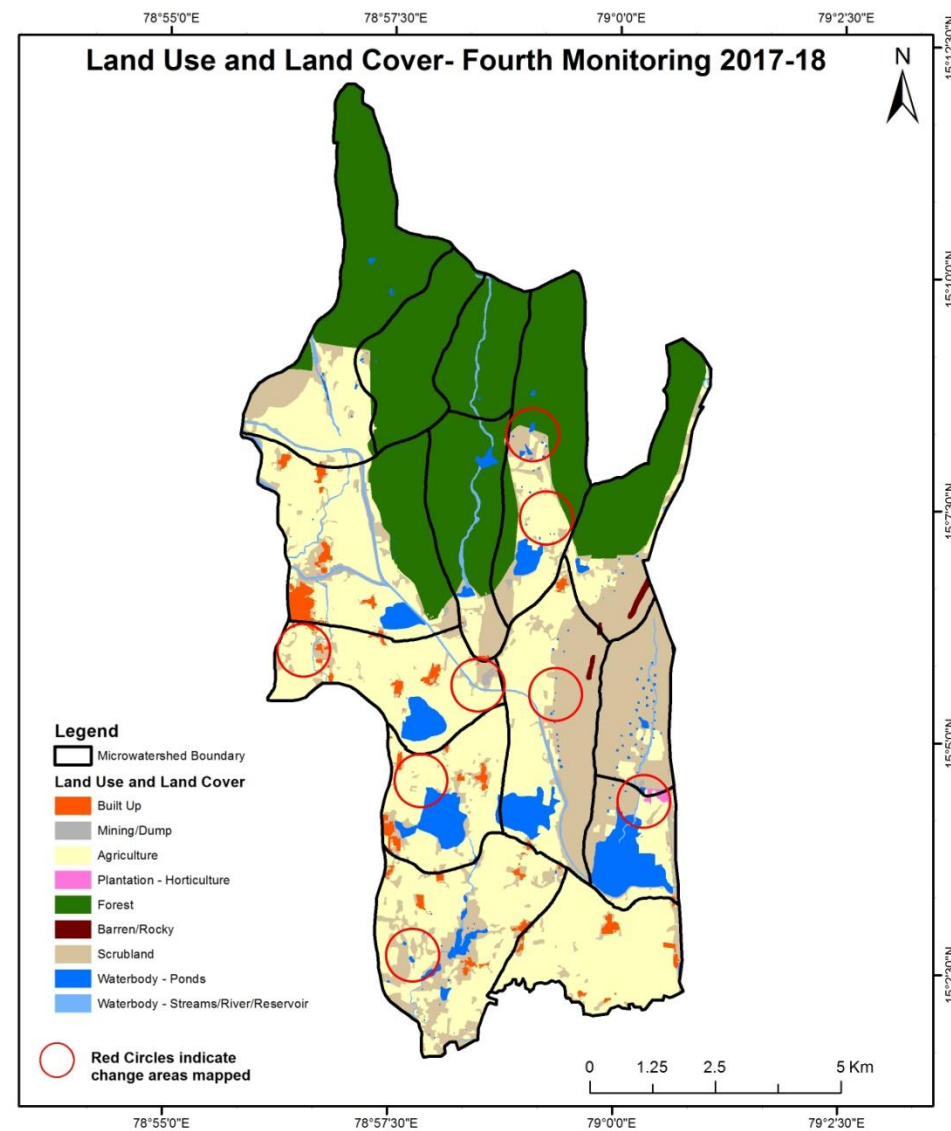 78°55'0"E 78°57'30"E 79°0'0"E 79°2'30"E
Land Use and Land Cover- Fourth Monitoring 2017-18
N
15°12'30"N
15°10'0"N
15°7'30"N
15°5'0"N
15°2'30"N
Legend
Microwatershed Boundary
Land Use and Land Cover
Built Up
Mining/Dump
Agriculture
Plantation - Horticulture
Forest
Barren/Rocky
Scrubland
Waterbody - Ponds
Waterbody - Streams/River/Reservoir
Red Circles indicate
change areas mapped
0 1.25 2.5 5 Km
78°55'0"E 78°57'30"E 79°0'0"E 79°2'30"E